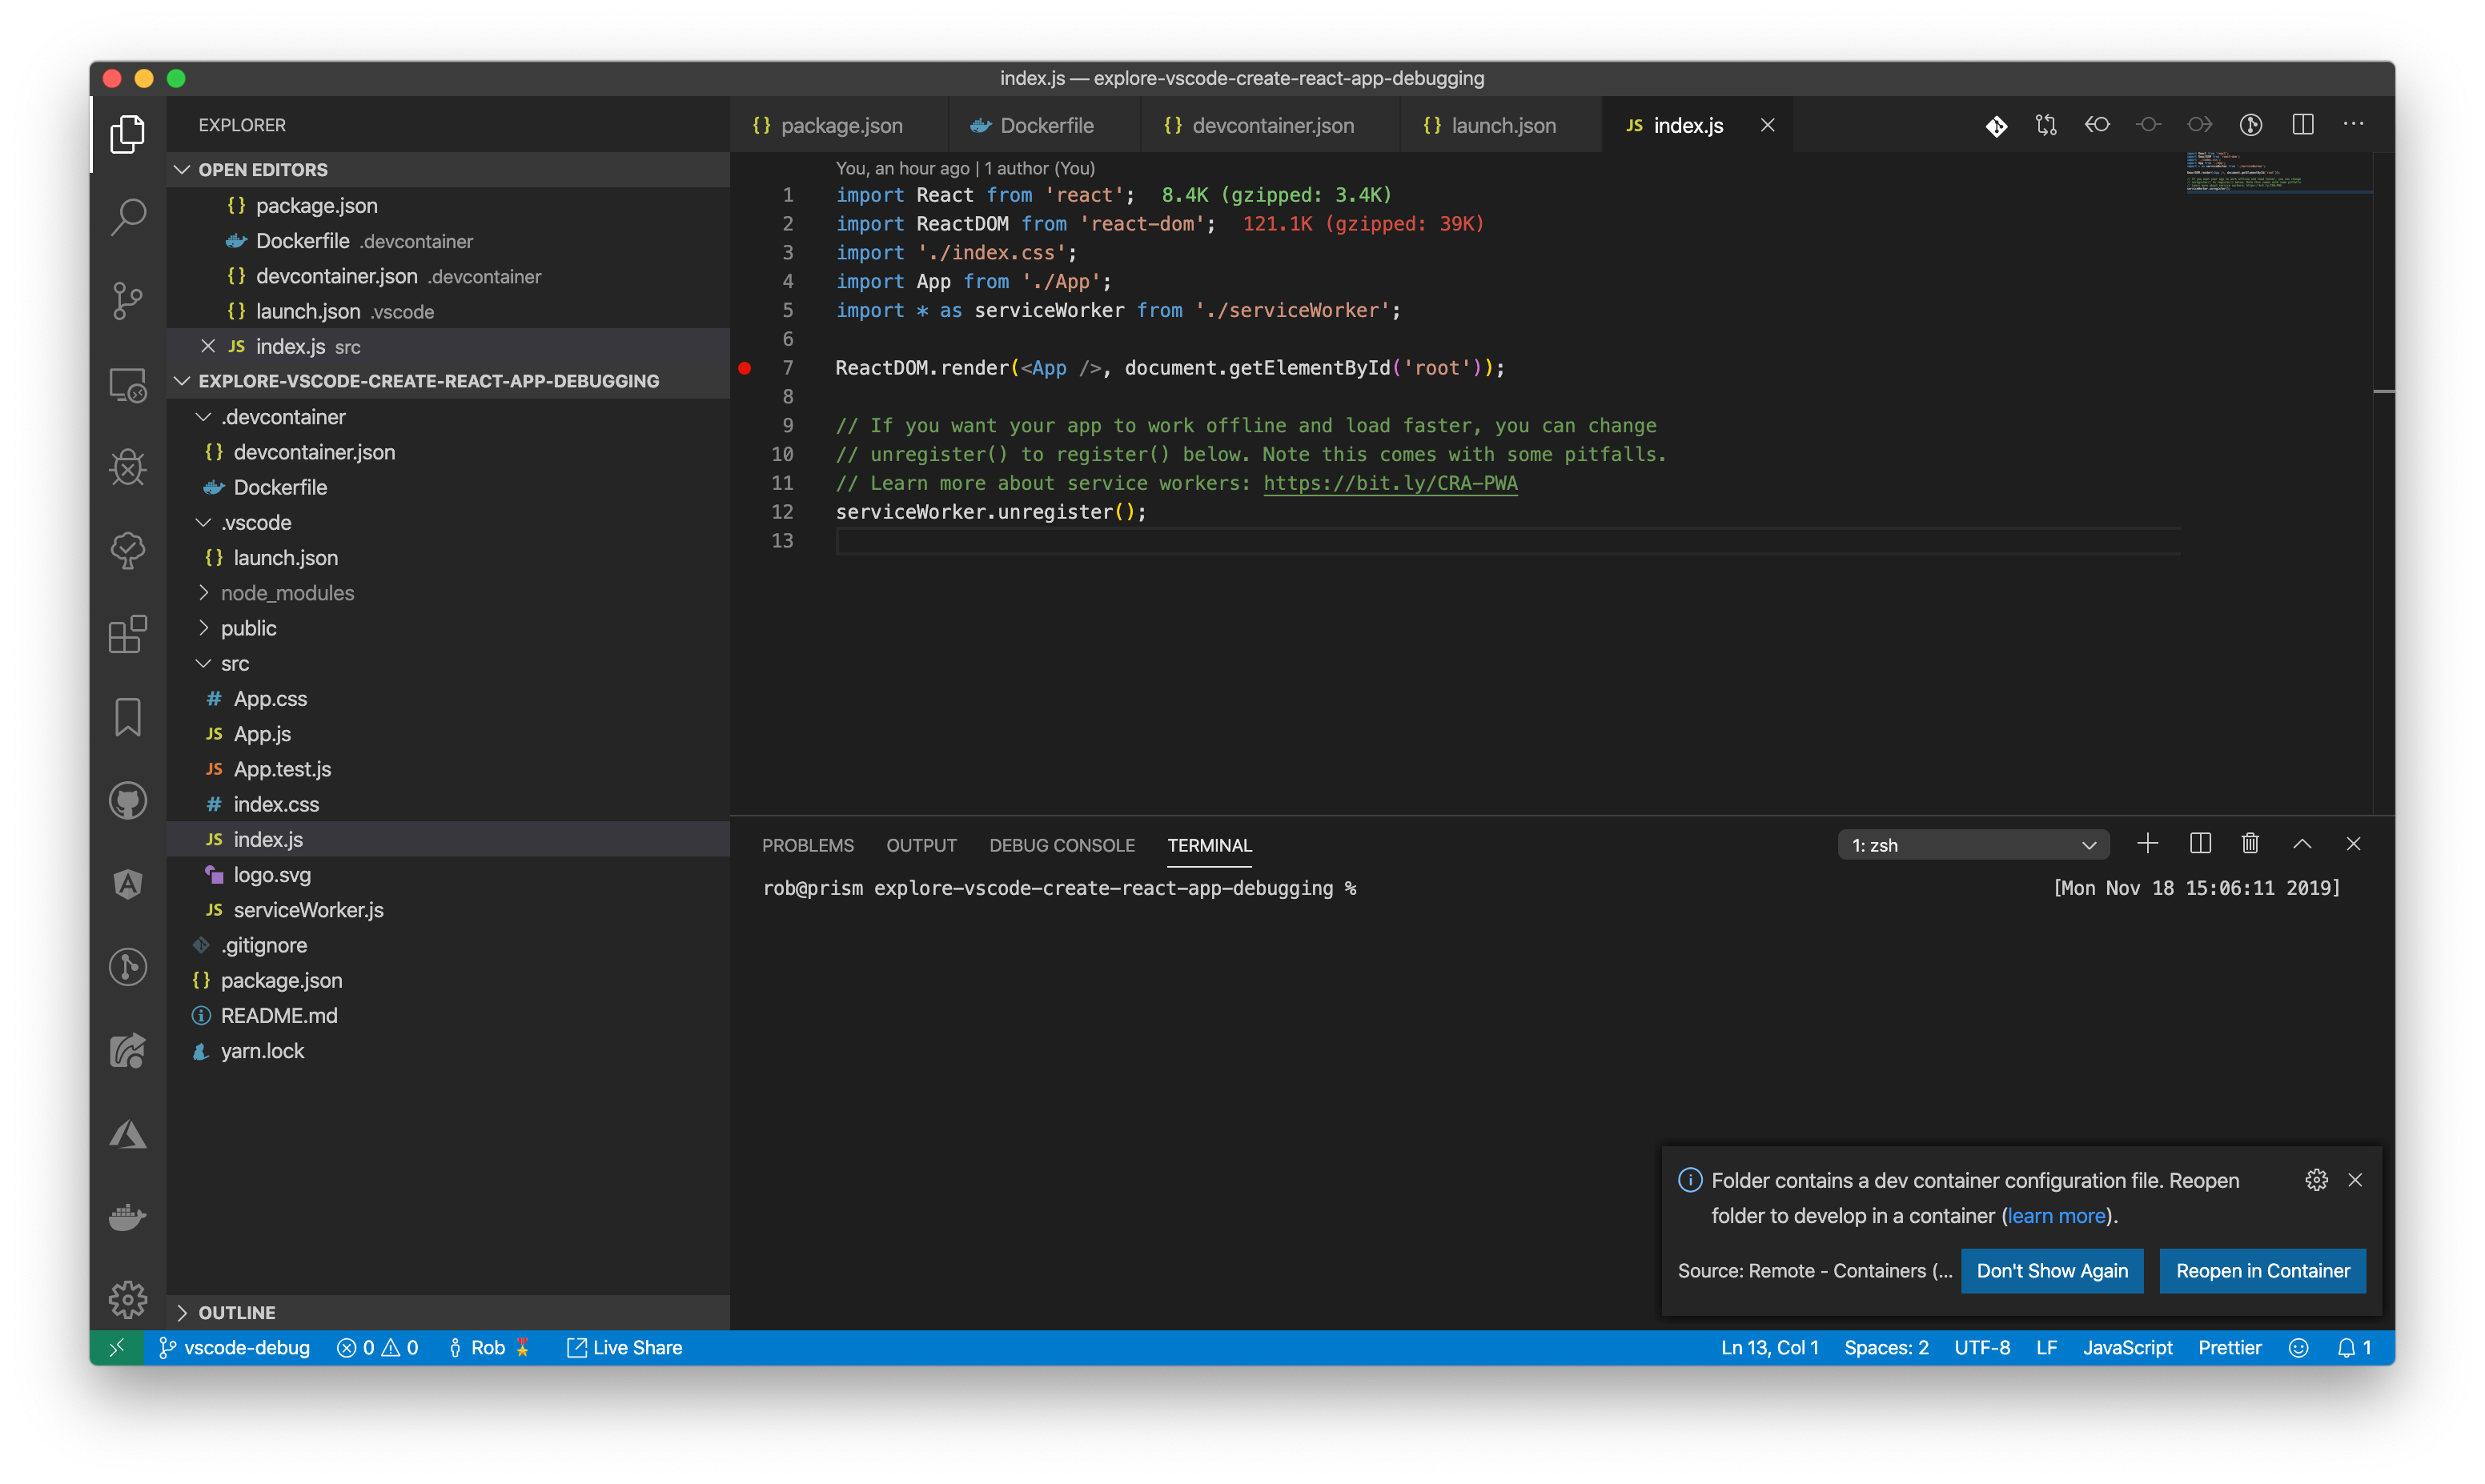 index.js — explore-vscode-create-react-app-debugging
EXPLORER
OPEN EDITORS
{} package.json
Dockerfile .devcontainer
{} devcontainer.json .devcontainer
{} launch.json .vscode
JS index.js src
EXPLORE-VSCODE-CREATE-REACT-APP-DEBUGGING
.devcontainer
{} devcontainer.json
Dockerfile
.vscode
{} launch.json
node_modules
public
src
# App.css
JS App.js
JS App.test.js
# index.css
JS index.js
logo.svg
JS serviceWorker.js
.gitignore
{} package.json
README.md
yarn.lock
OUTLINE
{} package.json Dockerfile {} devcontainer.json {} launch.json JS index.js
You, an hour ago | 1 author (You)
1 import React from 'react'; 8.4K (gzipped: 3.4K)
2 import ReactDOM from 'react-dom'; 121.1K (gzipped: 39K)
3 import './index.css';
4 import App from './App';
5 import * as serviceWorker from './serviceWorker';
6
7 ReactDOM.render(<App />, document.getElementById('root'));
8
9 // If you want your app to work offline and load faster, you can change
10 // unregister() to register() below. Note this comes with some pitfalls.
11 // Learn more about service workers: https://bit.ly/CRA-PWA
12 serviceWorker.unregister();
13
PROBLEMS OUTPUT DEBUG CONSOLE TERMINAL 1: zsh
rob@prism explore-vscode-create-react-app-debugging % [Mon Nov 18 15:06:11 2019]
Folder contains a dev container configuration file. Reopen
folder to develop in a container (learn more).
Source: Remote - Containers (... Don't Show Again Reopen in Container
vscode-debug 0 0 Rob Live Share Ln 13, Col 1 Spaces: 2 UTF-8 LF JavaScript Prettier 1